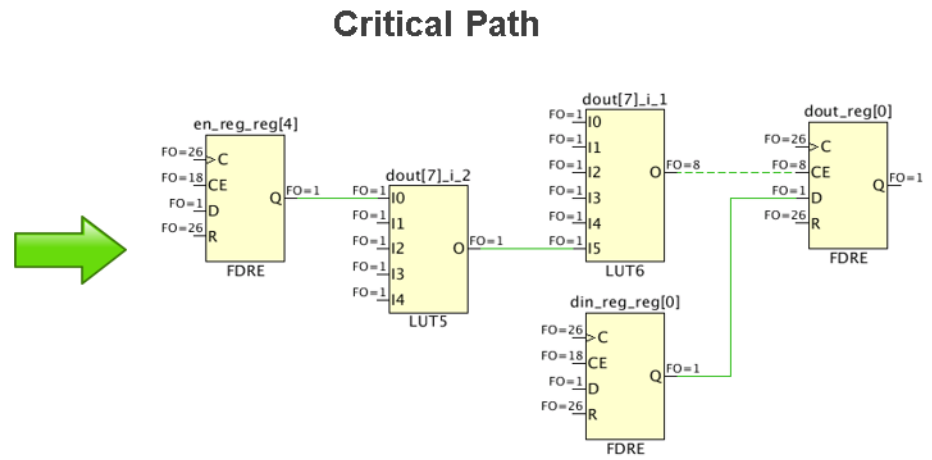 Critical Path
en_reg_reg[4]
FO=26 C
FO=18 CE
FO=1 D
FO=26 R
Q FO=1
FDRE
dout[7]_i_2
FO=1 I0
FO=1 I1
FO=1 I2
FO=1 I3
FO=1 I4
O FO=1
LUT5
dout[7]_i_1
FO=1 I0
FO=1 I1
FO=1 I2
FO=1 I3
FO=1 I4
FO=1 I5
O FO=8
LUT6
din_reg_reg[0]
FO=26 C
FO=18 CE
FO=1 D
FO=26 R
Q FO=1
FDRE
dout_reg[0]
FO=26 C
FO=8 CE
FO=1 D
FO=26 R
Q FO=1
FDRE